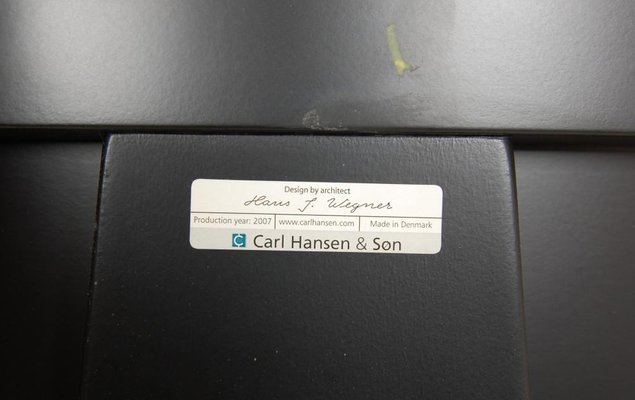 Design by architect
Hans J. Wegner
Production year: 2007 www.carlhansen.com Made in Denmark
Carl Hansen & Søn